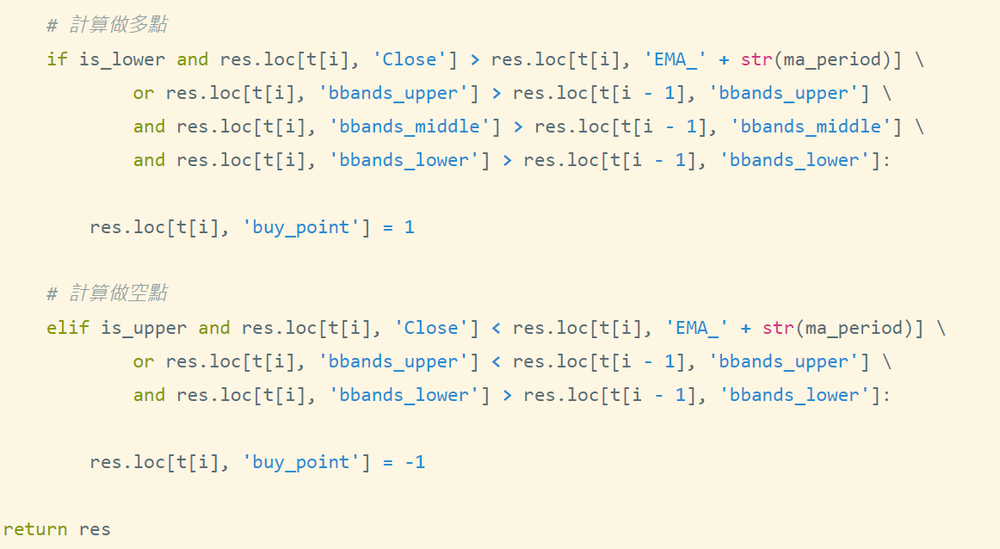 # 計算做多點
if is_lower and res.loc[t[i], 'Close'] > res.loc[t[i], 'EMA_' + str(ma_period)] \
or res.loc[t[i], 'bbands_upper'] > res.loc[t[i - 1], 'bbands_upper'] \
and res.loc[t[i], 'bbands_middle'] > res.loc[t[i - 1], 'bbands_middle'] \
and res.loc[t[i], 'bbands_lower'] > res.loc[t[i - 1], 'bbands_lower']:
res.loc[t[i], 'buy_point'] = 1
# 計算做空點
elif is_upper and res.loc[t[i], 'Close'] < res.loc[t[i], 'EMA_' + str(ma_period)] \
or res.loc[t[i], 'bbands_upper'] < res.loc[t[i - 1], 'bbands_upper'] \
and res.loc[t[i], 'bbands_lower'] > res.loc[t[i - 1], 'bbands_lower']:
res.loc[t[i], 'buy_point'] = -1
return res